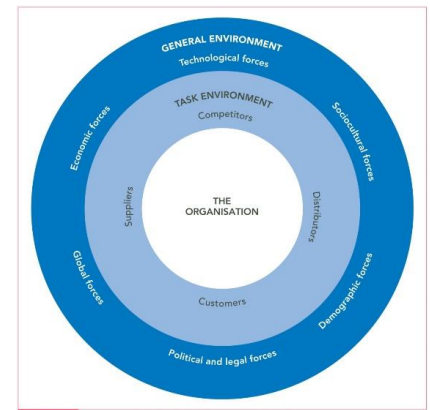 GENERAL ENVIRONMENT
Technological forces
Economic forces
Sociocultural forces
TASK ENVIRONMENT
Competitors
Suppliers
THE
ORGANISATION
Distributors
Customers
Global forces
Demographic forces
Political and legal forces